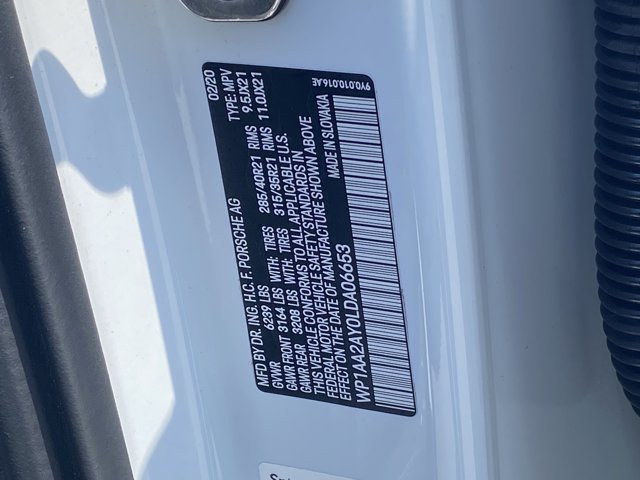 MFD BY DR. ING. H.C. F. PORSCHE AG 02/20
GVWR 6239 LBS WITH: TIRES RIMS TYPE: MPV
GAWR FRONT 3164 LBS WITH: TIRES 285/40R21 RIMS 9.5JX21
GAWR REAR 3208 LBS WITH: TIRES 315/35R21 RIMS 11.0JX21
THIS VEHICLE CONFORMS TO ALL APPLICABLE U.S.
FEDERAL MOTOR VEHICLE SAFETY STANDARDS IN
EFFECT ON THE DATE OF MANUFACTURE SHOWN ABOVE
WP1AA2AY0LDA06653 MADE IN SLOVAKIA
9Y0.010.016.AE